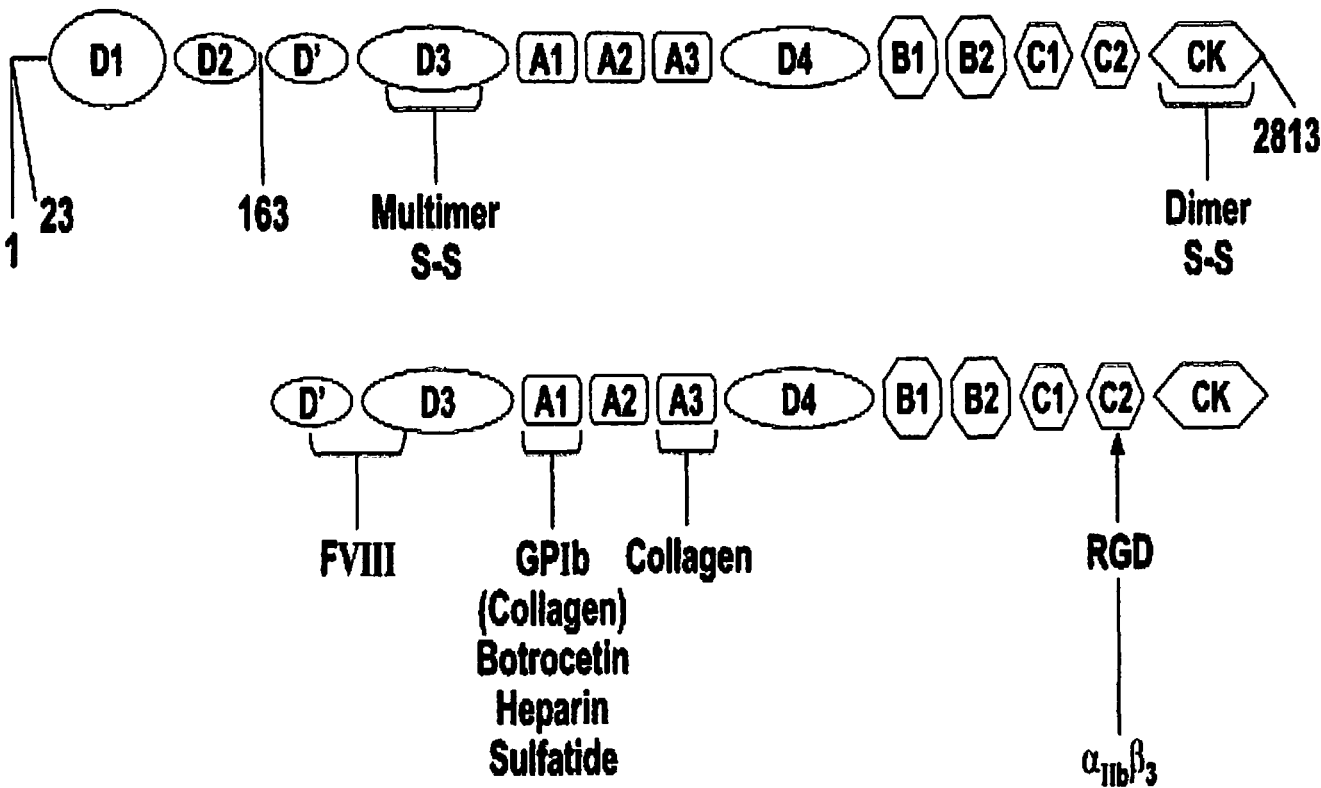 D1 D2 D' D3 A1 A2 A3 D4 B1 B2 C1 C2 CK
2813
1 23 163 Multimer Dimer
S-S S-S
D' D3 A1 A2 A3 D4 B1 B2 C1 C2 CK
FVIII GPIb Collagen RGD
(Collagen)
Botrocetin
Heparin
Sulfatide
αIIbβ3